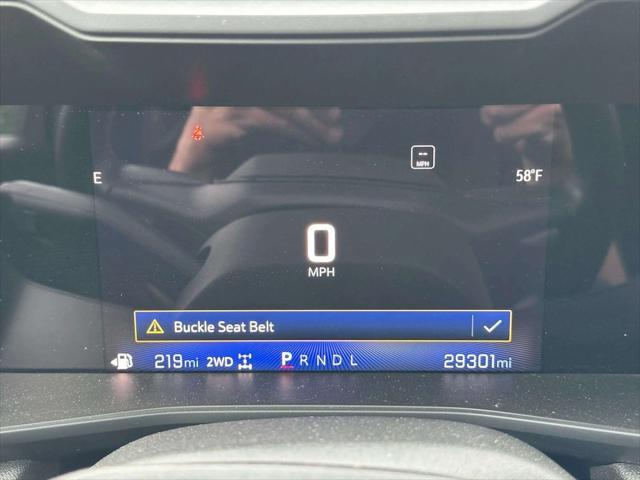 -- --
MPH
E
58°F
0
MPH
Buckle Seat Belt
219mi 2WD P R N D L 29301mi